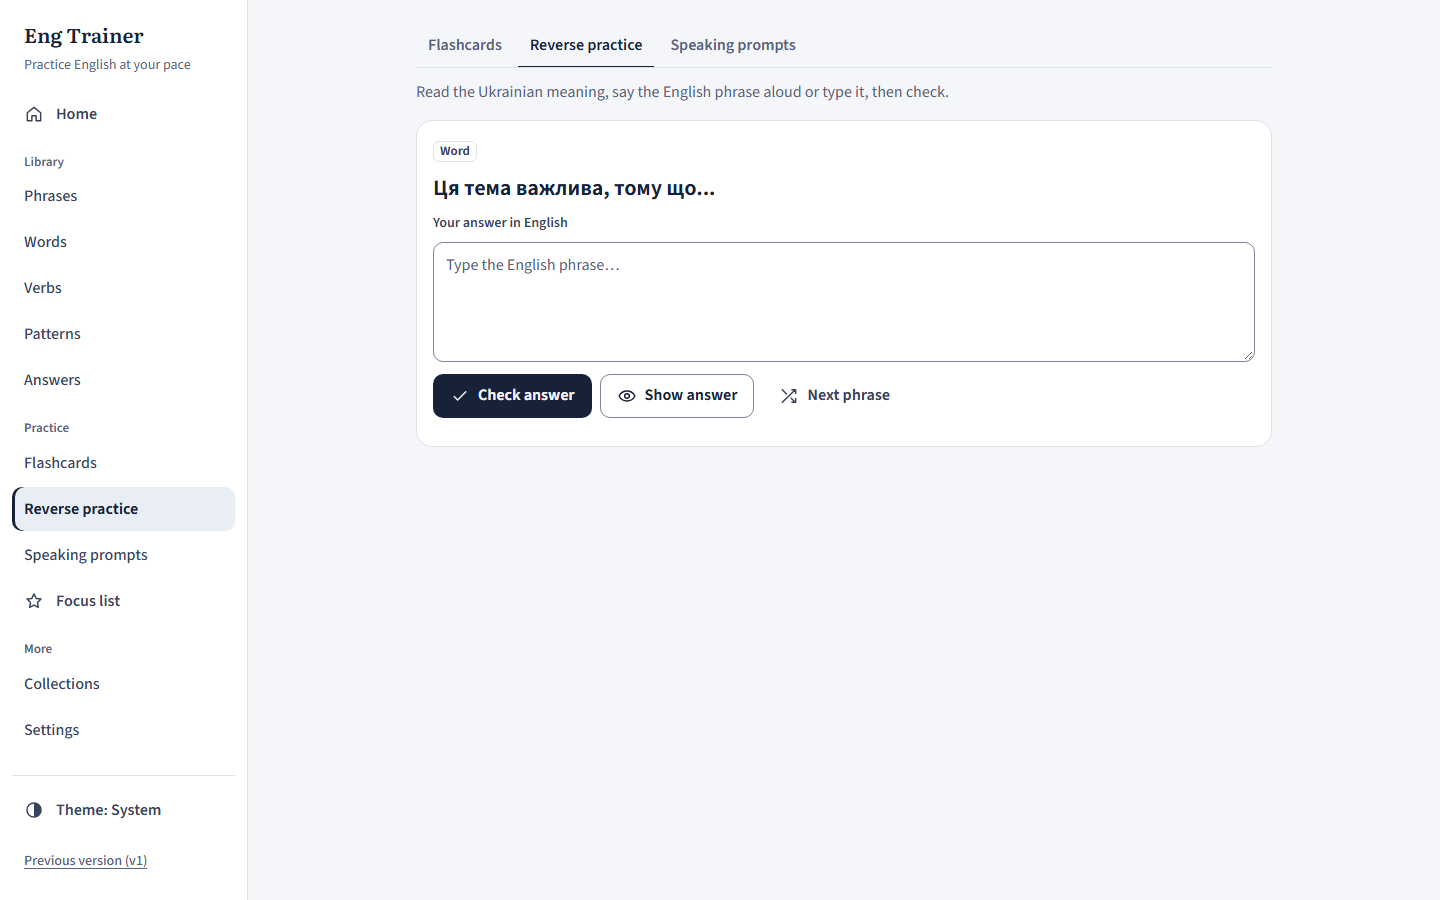 Eng Trainer
Practice English at your pace
Home
Library
Phrases
Words
Verbs
Patterns
Answers
Practice
Flashcards
Reverse practice
Speaking prompts
Focus list
More
Collections
Settings
Theme: System
Previous version (v1)
Flashcards Reverse practice Speaking prompts
Read the Ukrainian meaning, say the English phrase aloud or type it, then check.
Word
Ця тема важлива, тому що...
Your answer in English
Type the English phrase...
Check answer Show answer Next phrase